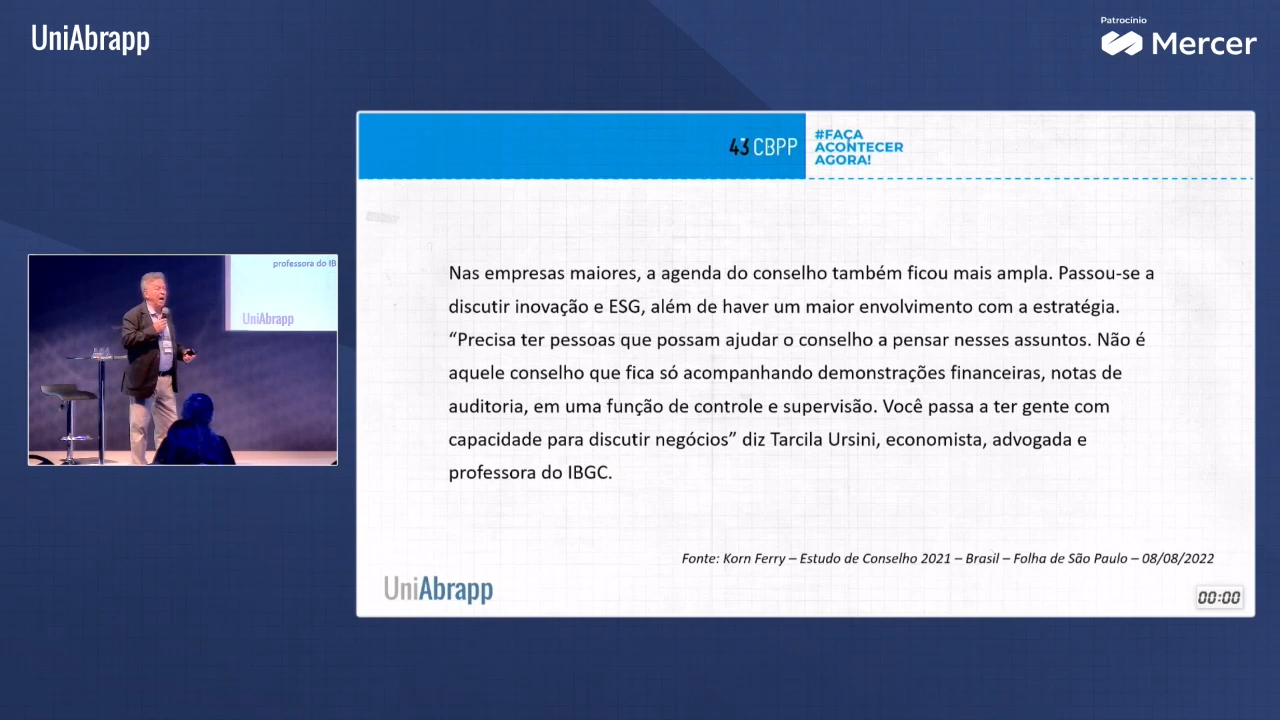 UniAbrapp
Patrocínio
Mercer
43 CBPP
#FAÇA
ACONTECER
AGORA!
Nas empresas maiores, a agenda do conselho também ficou mais ampla. Passou-se a
discutir inovação e ESG, além de haver um maior envolvimento com a estratégia.
“Precisa ter pessoas que possam ajudar o conselho a pensar nesses assuntos. Não é
aquele conselho que fica só acompanhando demonstrações financeiras, notas de
auditoria, em uma função de controle e supervisão. Você passa a ter gente com
capacidade para discutir negócios” diz Tarcila Ursini, economista, advogada e
professora do IBGC.
Fonte: Korn Ferry – Estudo de Conselho 2021 – Brasil – Folha de São Paulo – 08/08/2022
UniAbrapp
00:00
professora do IB
UniAbrapp